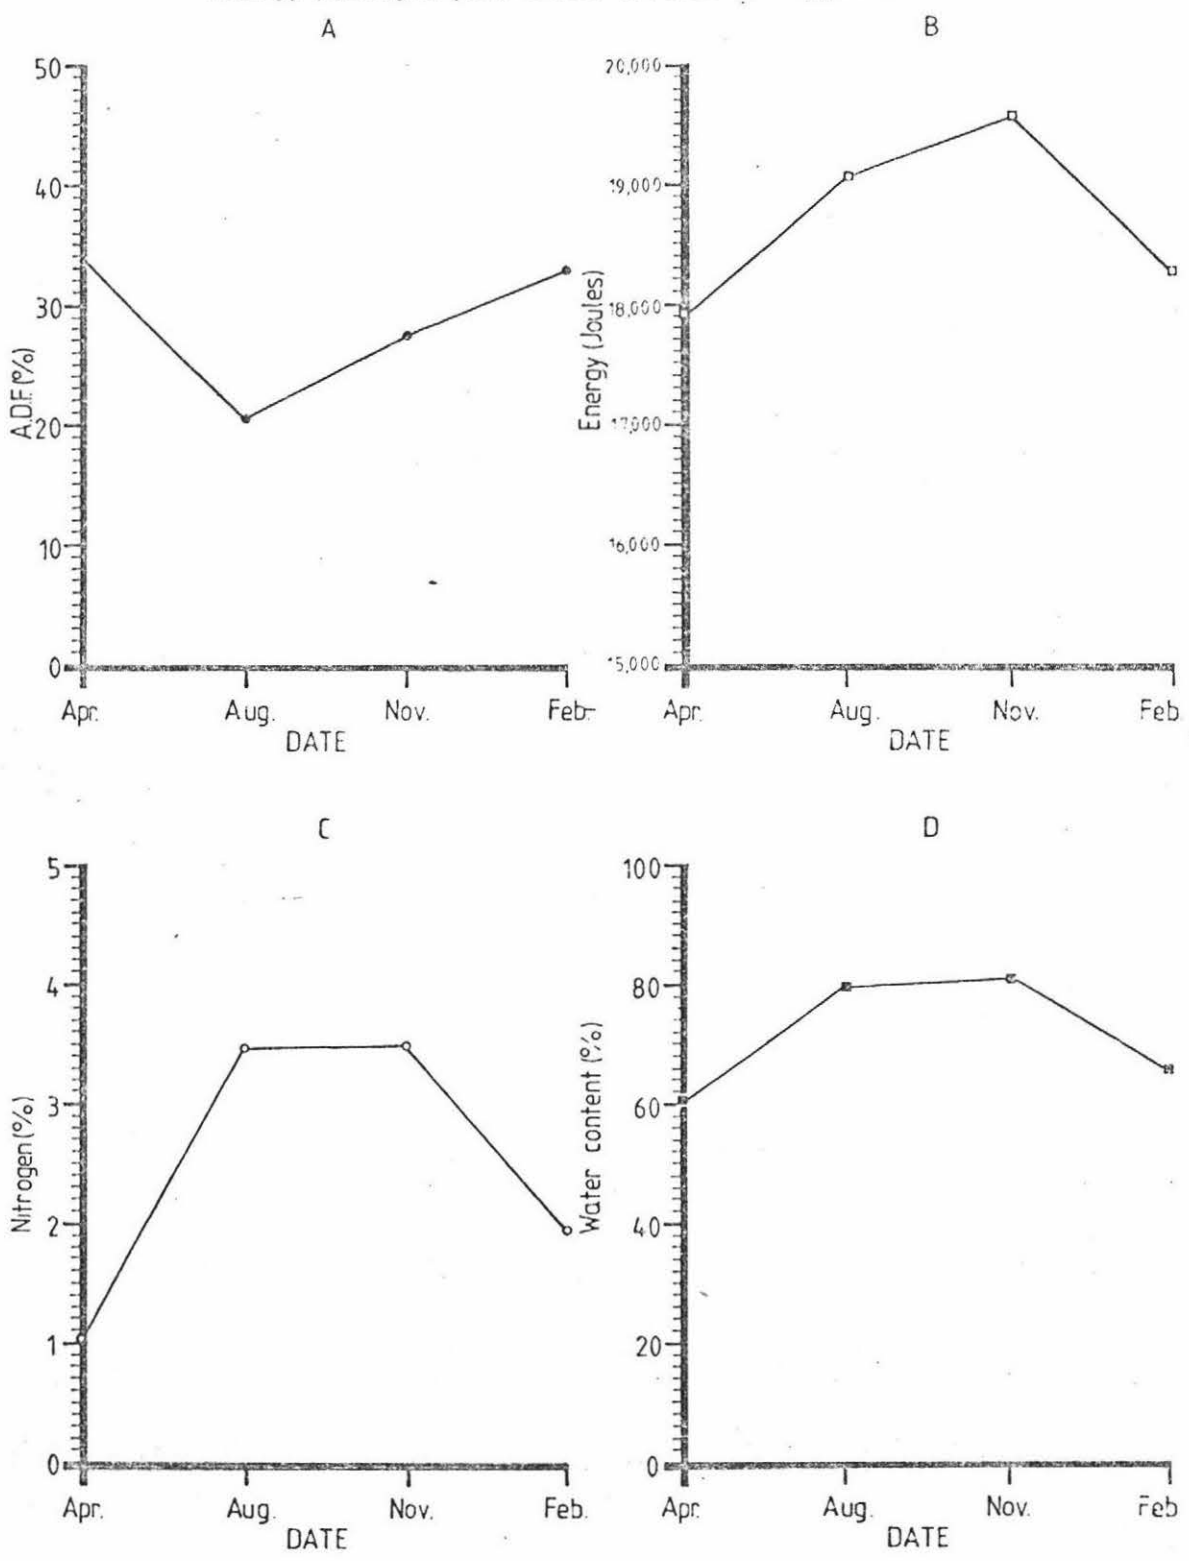 A
50
40
30
20
10
0
A.D.F.(%)
Apr.
Aug.
Nov.
Feb.
DATE
B
20,000
19,000
18,000
17,000
16,000
15,000
Energy (Joules)
Apr.
Aug.
Nov.
Feb
DATE
C
5
4
3
2
1
0
Nitrogen (%)
Apr.
Aug.
Nov.
Feb.
DATE
D
100
80
60
40
20
0
Water content (%)
Apr.
Aug.
Nov.
Feb
DATE